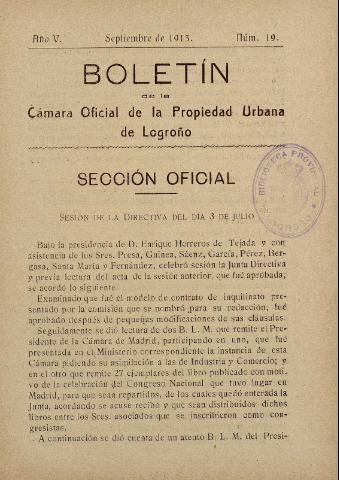 Año V. Septiembre de 1913. Núm. 19.
BOLETÍN
de la
Cámara Oficial de la Propiedad Urbana
de Logroño
SECCIÓN OFICIAL
SESIÓN DE LA DIRECTIVA DEL DÍA 3 DE JULIO
BIBLIOTECA PROVINCIAL
Bajo la presidencia de D. Enrique Herreros de Tejada y con
asistencia de los Sres. Presa, Guinea, Sáenz, García, Pérez, Ber-
gasa, Santa María y Fernández, celebró sesión la Junta Directiva
y previa lectura del acta de la sesión anterior, que fué aprobada,
se acordó lo siguiente.
Examinado que fué el modelo de contrato de inquilinato pre-
sentado por la comisión que se nombró para su redacción, fué
aprobado después de pequeñas modificaciones de sus cláusulas.
Seguidamente se dió lectura de dos B. L. M. que remite el Pre-
sidente de la Cámara de Madrid, participando en uno, que fué
presentada en el Ministerio correspondiente la instancia de esta
Cámara pidiendo su asimilación a las de Industria y Comercio; y
en el otro que remite 27 ejemplares del libro publicado con moti-
vo de la celebración del Congreso Nacional que tuvo lugar en
Madrid, para que sean repartidos, de los cuales quedó enterada la
Junta, acordando se acuse recibo y que sean distribuidos dichos
libros entre los Sres. asociados que se inscribieron como con-
gresistas.
A continuación se dió cuenta de un atento B. L. M. del Presi-